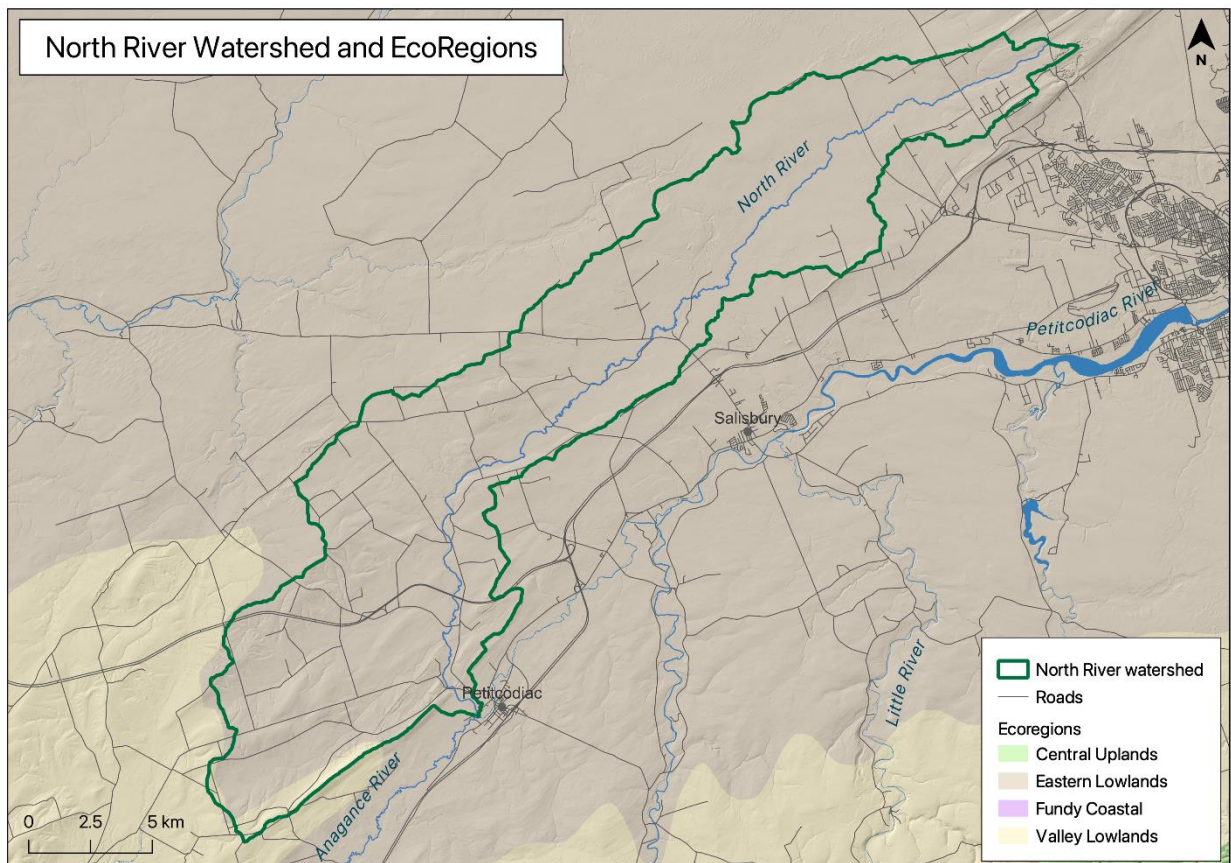 North River Watershed and EcoRegions
N
North River
Petitcodiac River
Salisbury
Petitcodiac
Little River
Anagance River
0 2.5 5 km
North River watershed
Roads
Ecoregions
Central Uplands
Eastern Lowlands
Fundy Coastal
Valley Lowlands